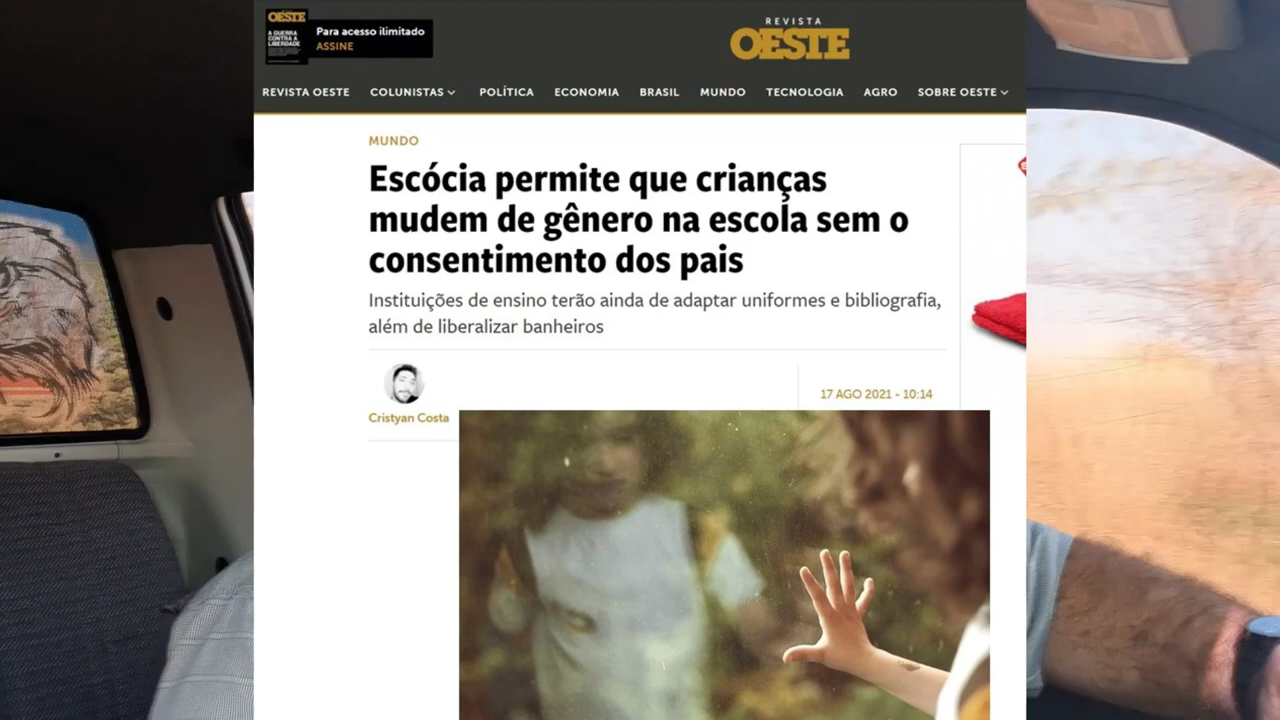 OESTE
A GUERRA
CONTRA A
LIBERDADE
Para acesso ilimitado
ASSINE
REVISTA
OESTE
REVISTA OESTE
COLUNISTAS
POLÍTICA
ECONOMIA
BRASIL
MUNDO
TECNOLOGIA
AGRO
SOBRE OESTE
MUNDO
Escócia permite que crianças
mudem de gênero na escola sem o
consentimento dos pais
Instituições de ensino terão ainda de adaptar uniformes e bibliografia,
além de liberalizar banheiros
Cristyan Costa
17 AGO 2021 - 10:14